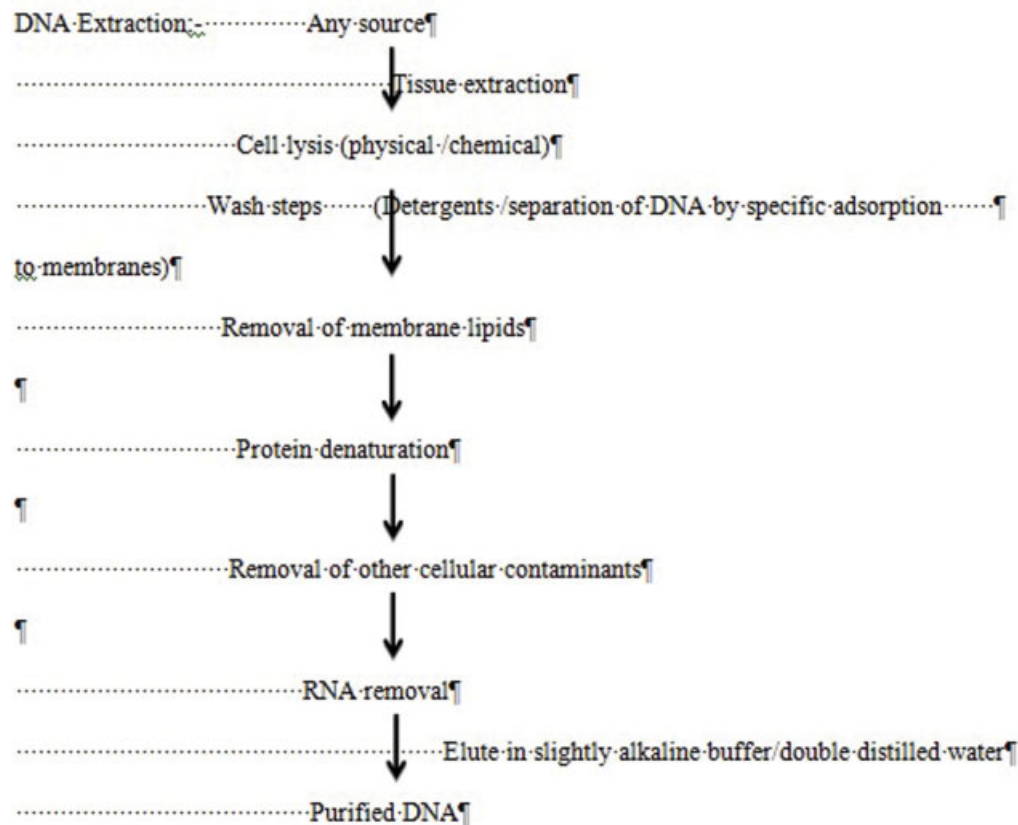 DNA Extraction:- Any source¶
Tissue extraction¶
Cell lysis (physical /chemical)¶
Wash steps (Detergents /separation of DNA by specific adsorption ¶
to membranes)¶
Removal of membrane lipids¶
¶
Protein denaturation¶
¶
Removal of other cellular contaminants¶
¶
RNA removal¶
Elute in slightly alkaline buffer/double distilled water¶
Purified DNA¶